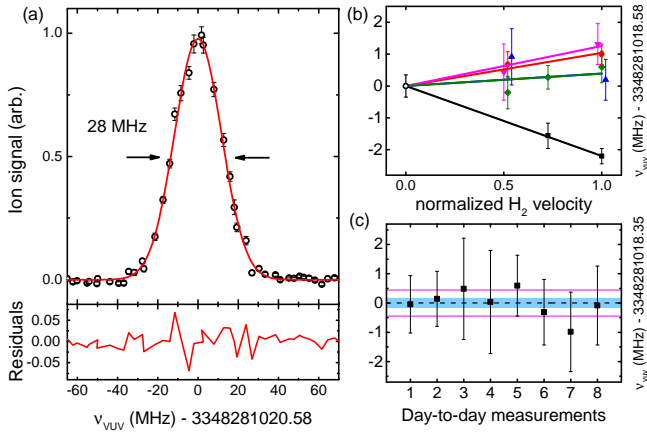 (a)
1.0
0.5
0.0
Ion signal (arb.)
28 MHz
0.05
0.00
-0.05
Residuals
-60 -40 -20 0 20 40 60
νVUV (MHz) - 3348281020.58
(b)
2
1
0
-1
-2
0.0 0.5 1.0
normalized H2 velocity
νVUV (MHz) - 3348281018.58
(c)
2
1
0
-1
-2
1 2 3 4 5 6 7 8
Day-to-day measurements
νVUV (MHz) - 3348281018.35